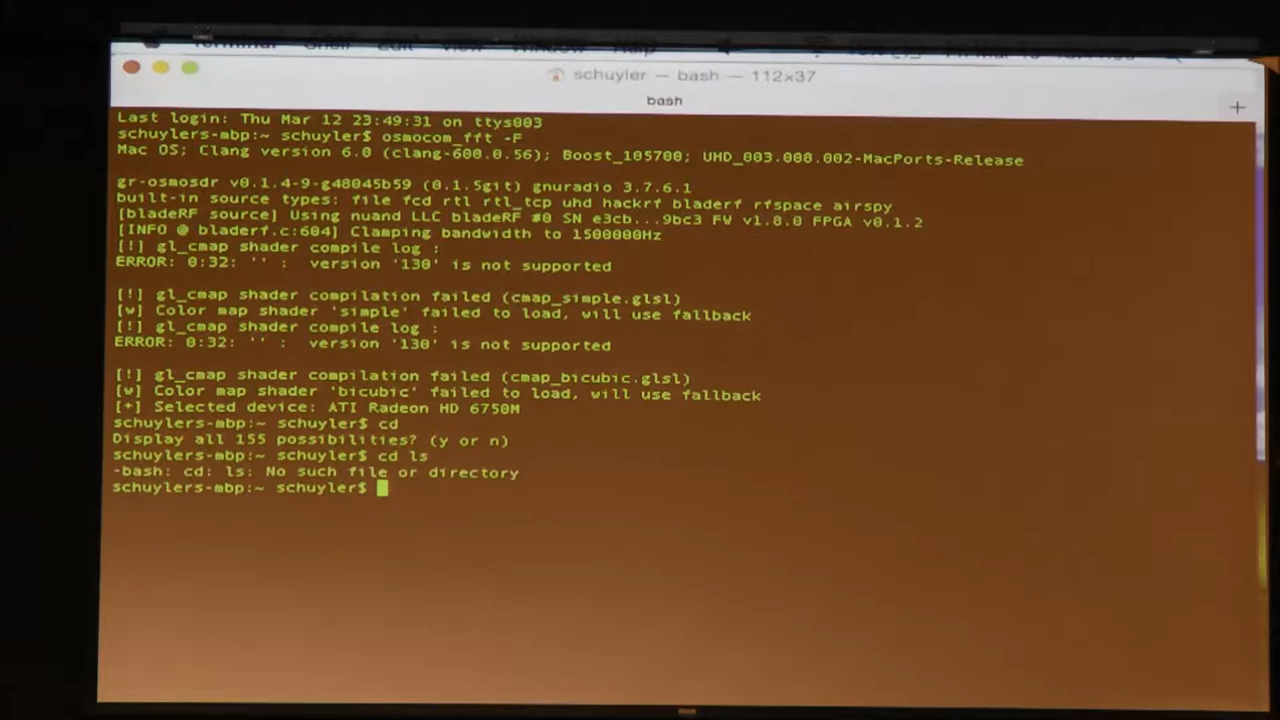 Terminal Shell Edit View Window Help
schuyler — bash — 112×37
bash
Last login: Thu Mar 12 23:49:31 on ttys003
schuylers-mbp:~ schuyler$ osmocom_fft -F
Mac OS; Clang version 6.0 (clang-600.0.56); Boost_105700; UHD_003.008.002-MacPorts-Release
gr-osmosdr v0.1.4-9-g48045b59 (0.1.5git) gnuradio 3.7.6.1
built-in source types: file fcd rtl rtl_tcp uhd hackrf bladerf rfspace airspy
[bladeRF source] Using nuand LLC bladeRF #0 SN e3cb...9bc3 FW v1.8.0 FPGA v0.1.2
[INFO @ bladerf.c:604] Clamping bandwidth to 1500000Hz
[!] gl_cmap shader compile log :
ERROR: 0:32: '' :  version '130' is not supported
[!] gl_cmap shader compilation failed (cmap_simple.glsl)
[w] Color map shader 'simple' failed to load, will use fallback
[!] gl_cmap shader compile log :
ERROR: 0:32: '' :  version '130' is not supported
[!] gl_cmap shader compilation failed (cmap_bicubic.glsl)
[w] Color map shader 'bicubic' failed to load, will use fallback
[+] Selected device: ATI Radeon HD 6750M
schuylers-mbp:~ schuyler$ cd
Display all 155 possibilities? (y or n)
schuylers-mbp:~ schuyler$ cd ls
-bash: cd: ls: No such file or directory
schuylers-mbp:~ schuyler$